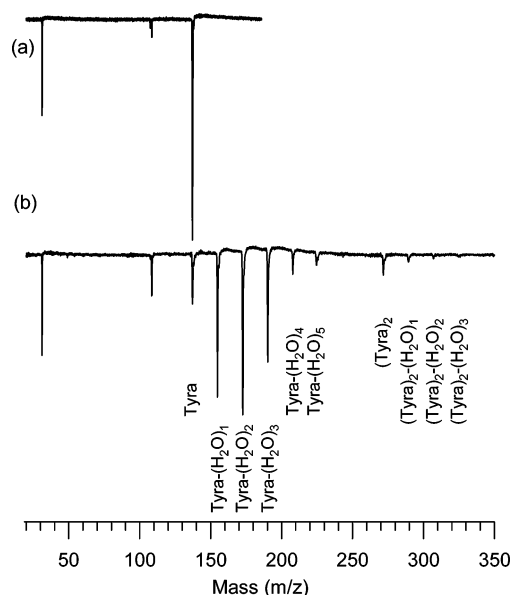 (a)
(b)
Tyra
Tyra-(H₂O)₁
Tyra-(H₂O)₂
Tyra-(H₂O)₃
Tyra-(H₂O)₄
Tyra-(H₂O)₅
(Tyra)₂
(Tyra)₂-(H₂O)₁
(Tyra)₂-(H₂O)₂
(Tyra)₂-(H₂O)₃
50 100 150 200 250 300 350
Mass (m/z)